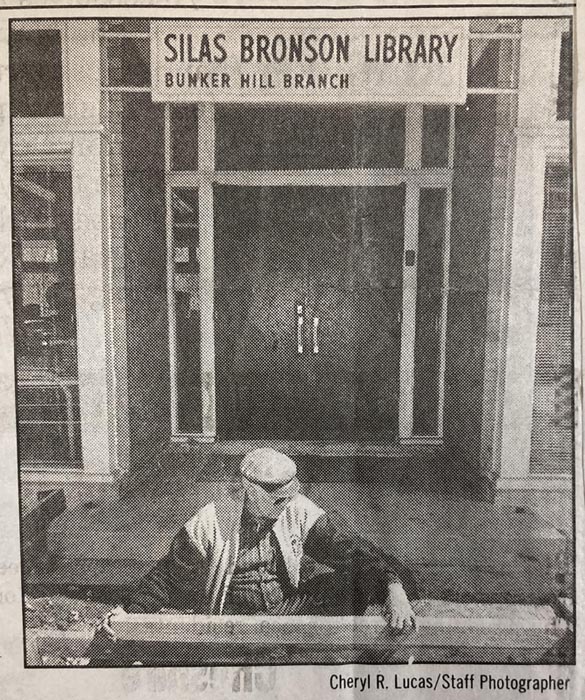 SILAS BRONSON LIBRARY
BUNKER HILL BRANCH
Cheryl R. Lucas/Staff Photographer